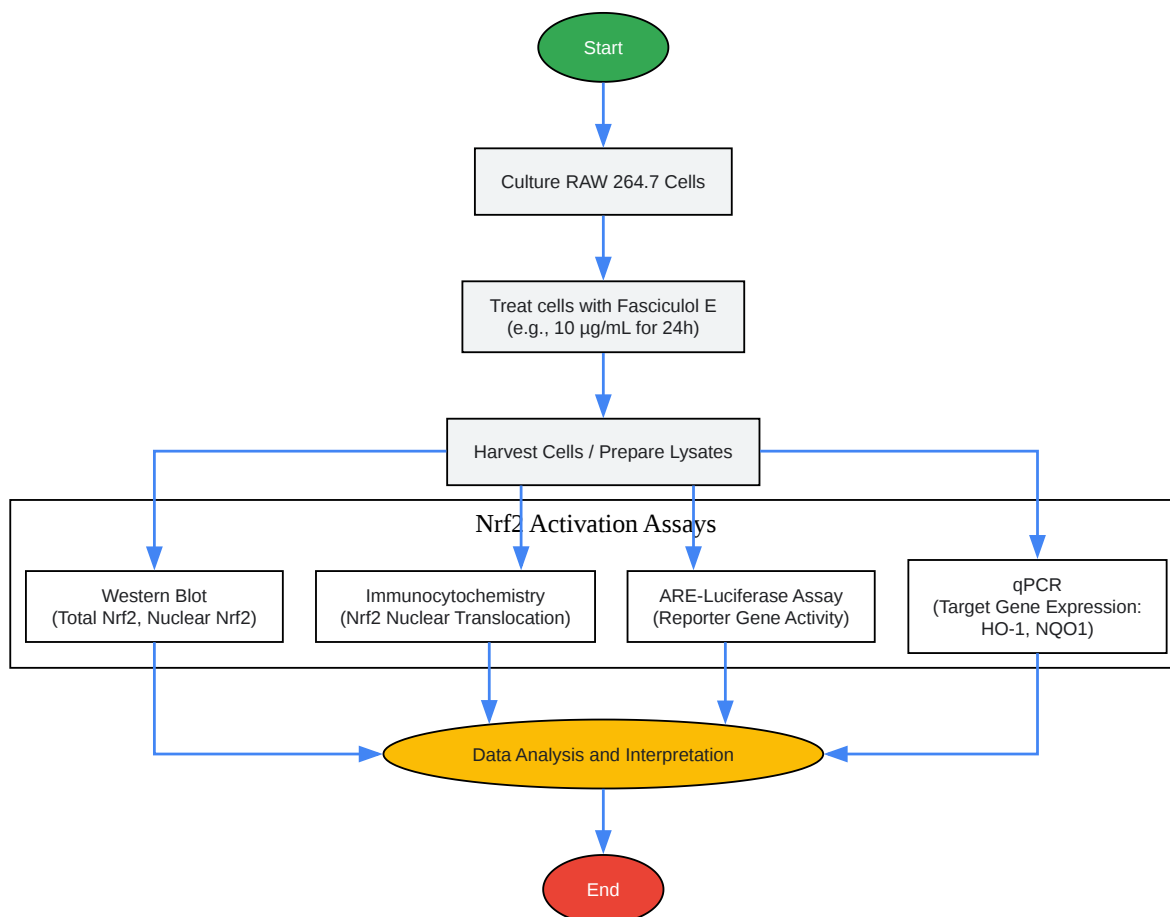 Start
Culture RAW 264.7 Cells
Treat cells with Fasciculol E
(e.g., 10 µg/mL for 24h)
Harvest Cells / Prepare Lysates
Nrf2 Activation Assays
Western Blot
(Total Nrf2, Nuclear Nrf2)
Immunocytochemistry
(Nrf2 Nuclear Translocation)
ARE-Luciferase Assay
(Reporter Gene Activity)
qPCR
(Target Gene Expression:
HO-1, NQO1)
Data Analysis and Interpretation
End